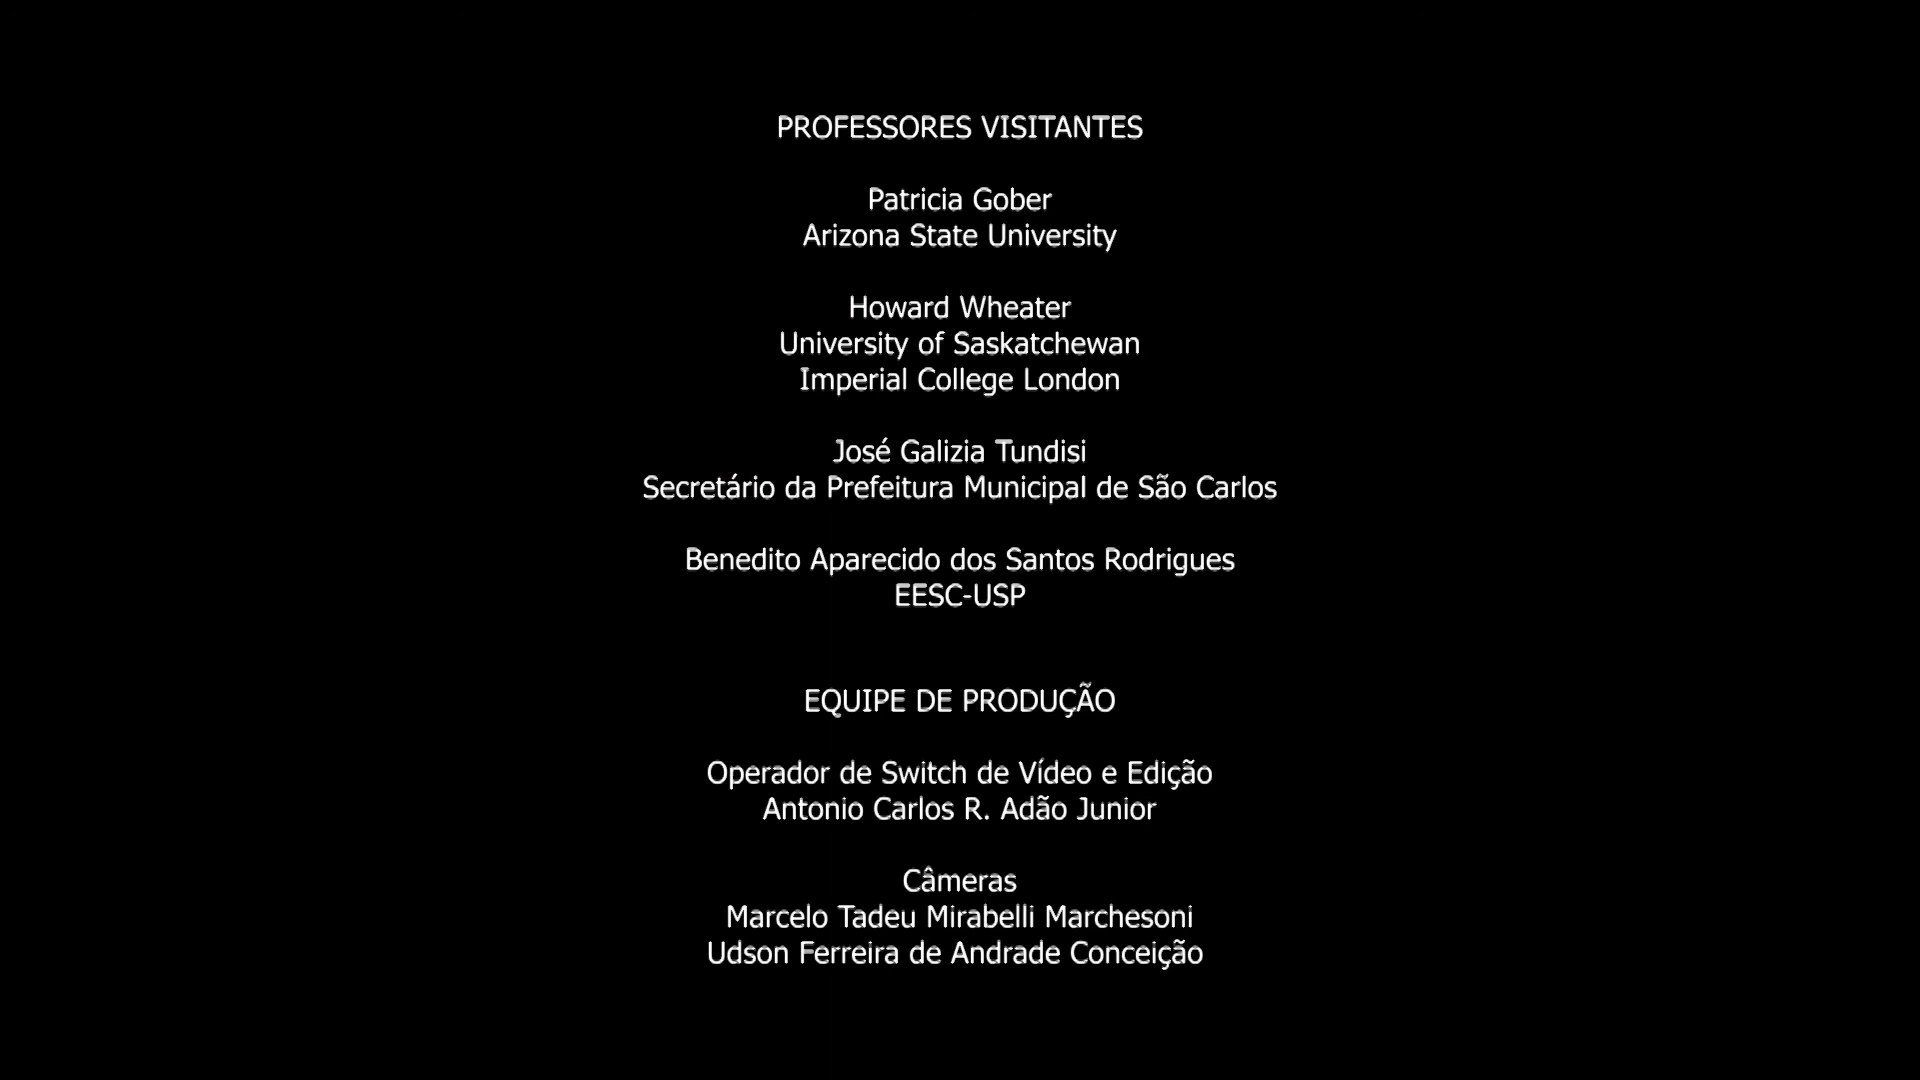 PROFESSORES VISITANTES
Patricia Gober
Arizona State University
Howard Wheater
University of Saskatchewan
Imperial College London
José Galizia Tundisi
Secretário da Prefeitura Municipal de São Carlos
Benedito Aparecido dos Santos Rodrigues
EESC-USP
EQUIPE DE PRODUÇÃO
Operador de Switch de Vídeo e Edição
Antonio Carlos R. Adão Junior
Câmeras
Marcelo Tadeu Mirabelli Marchesoni
Udson Ferreira de Andrade Conceição